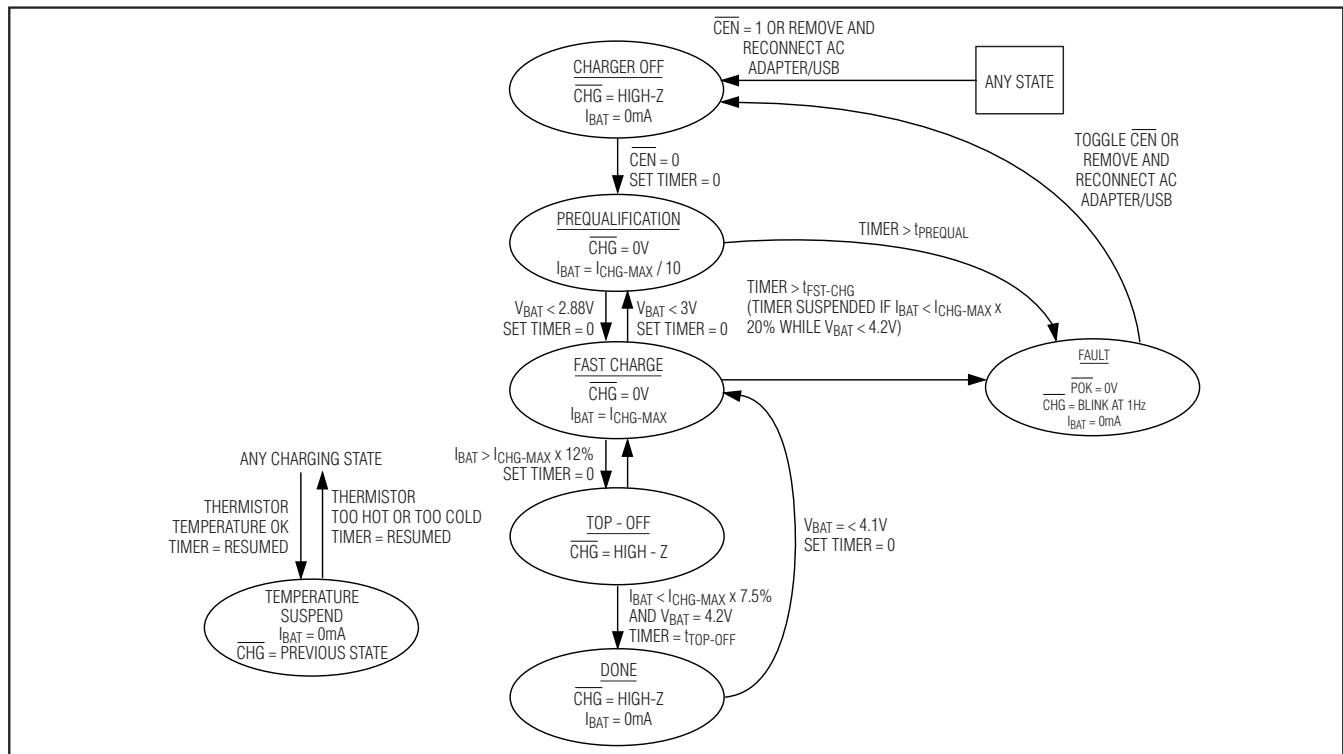 CEN = 1 OR REMOVE AND
RECONNECT AC
ADAPTER/USB
ANY STATE
CHARGER OFF
CHG = HIGH-Z
IBAT = 0mA
TOGGLE CEN OR
REMOVE AND
RECONNECT AC
ADAPTER/USB
CEN = 0
SET TIMER = 0
PREQUALIFICATION
CHG = 0V
IBAT = ICHG-MAX / 10
TIMER > tPREQUAL
VBAT < 2.88V
SET TIMER = 0
VBAT < 3V
SET TIMER = 0
TIMER > tFST-CHG
(TIMER SUSPENDED IF IBAT < ICHG-MAX x
20% WHILE VBAT < 4.2V)
FAST CHARGE
CHG = 0V
IBAT = ICHG-MAX
FAULT
POK = 0V
CHG = BLINK AT 1Hz
IBAT = 0mA
IBAT > ICHG-MAX x 12%
SET TIMER = 0
ANY CHARGING STATE
THERMISTOR
TEMPERATURE OK
TIMER = RESUMED
THERMISTOR
TOO HOT OR TOO COLD
TIMER = RESUMED
TOP - OFF
CHG = HIGH - Z
VBAT = < 4.1V
SET TIMER = 0
IBAT < ICHG-MAX x 7.5%
AND VBAT = 4.2V
TIMER = tTOP-OFF
TEMPERATURE
SUSPEND
IBAT = 0mA
CHG = PREVIOUS STATE
DONE
CHG = HIGH-Z
IBAT = 0mA